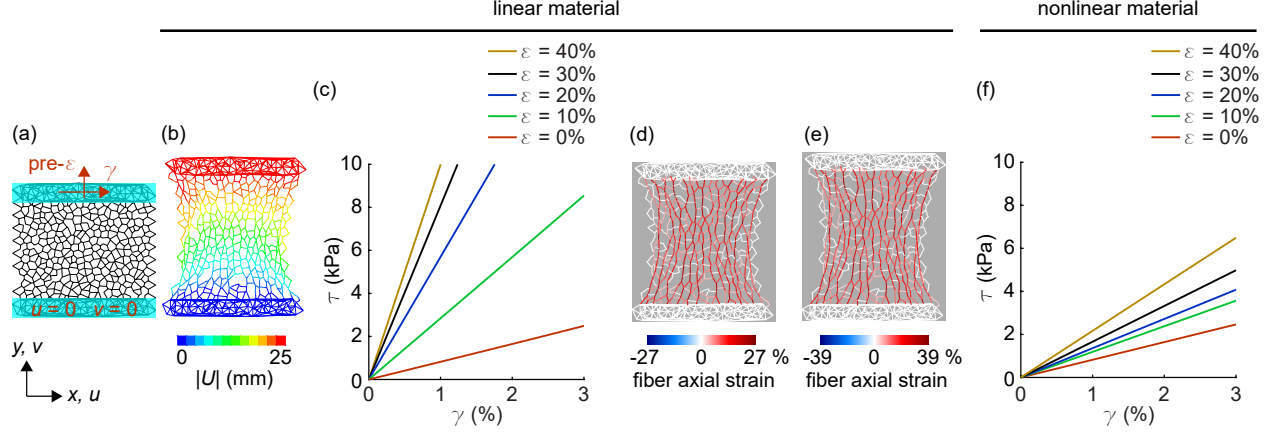 linear material
nonlinear material
ε = 40%
ε = 30%
ε = 20%
ε = 10%
ε = 0%
ε = 40%
ε = 30%
ε = 20%
ε = 10%
ε = 0%
(a)
(b)
(c)
(d)
(e)
(f)
pre-ε
γ
u = 0 v = 0
y, v
x, u
0 25
|U| (mm)
10
8
6
4
2
0
τ (kPa)
0 1 2 3
γ (%)
-27 0 27 %
fiber axial strain
-39 0 39 %
fiber axial strain
10
8
6
4
2
0
τ (kPa)
0 1 2 3
γ (%)